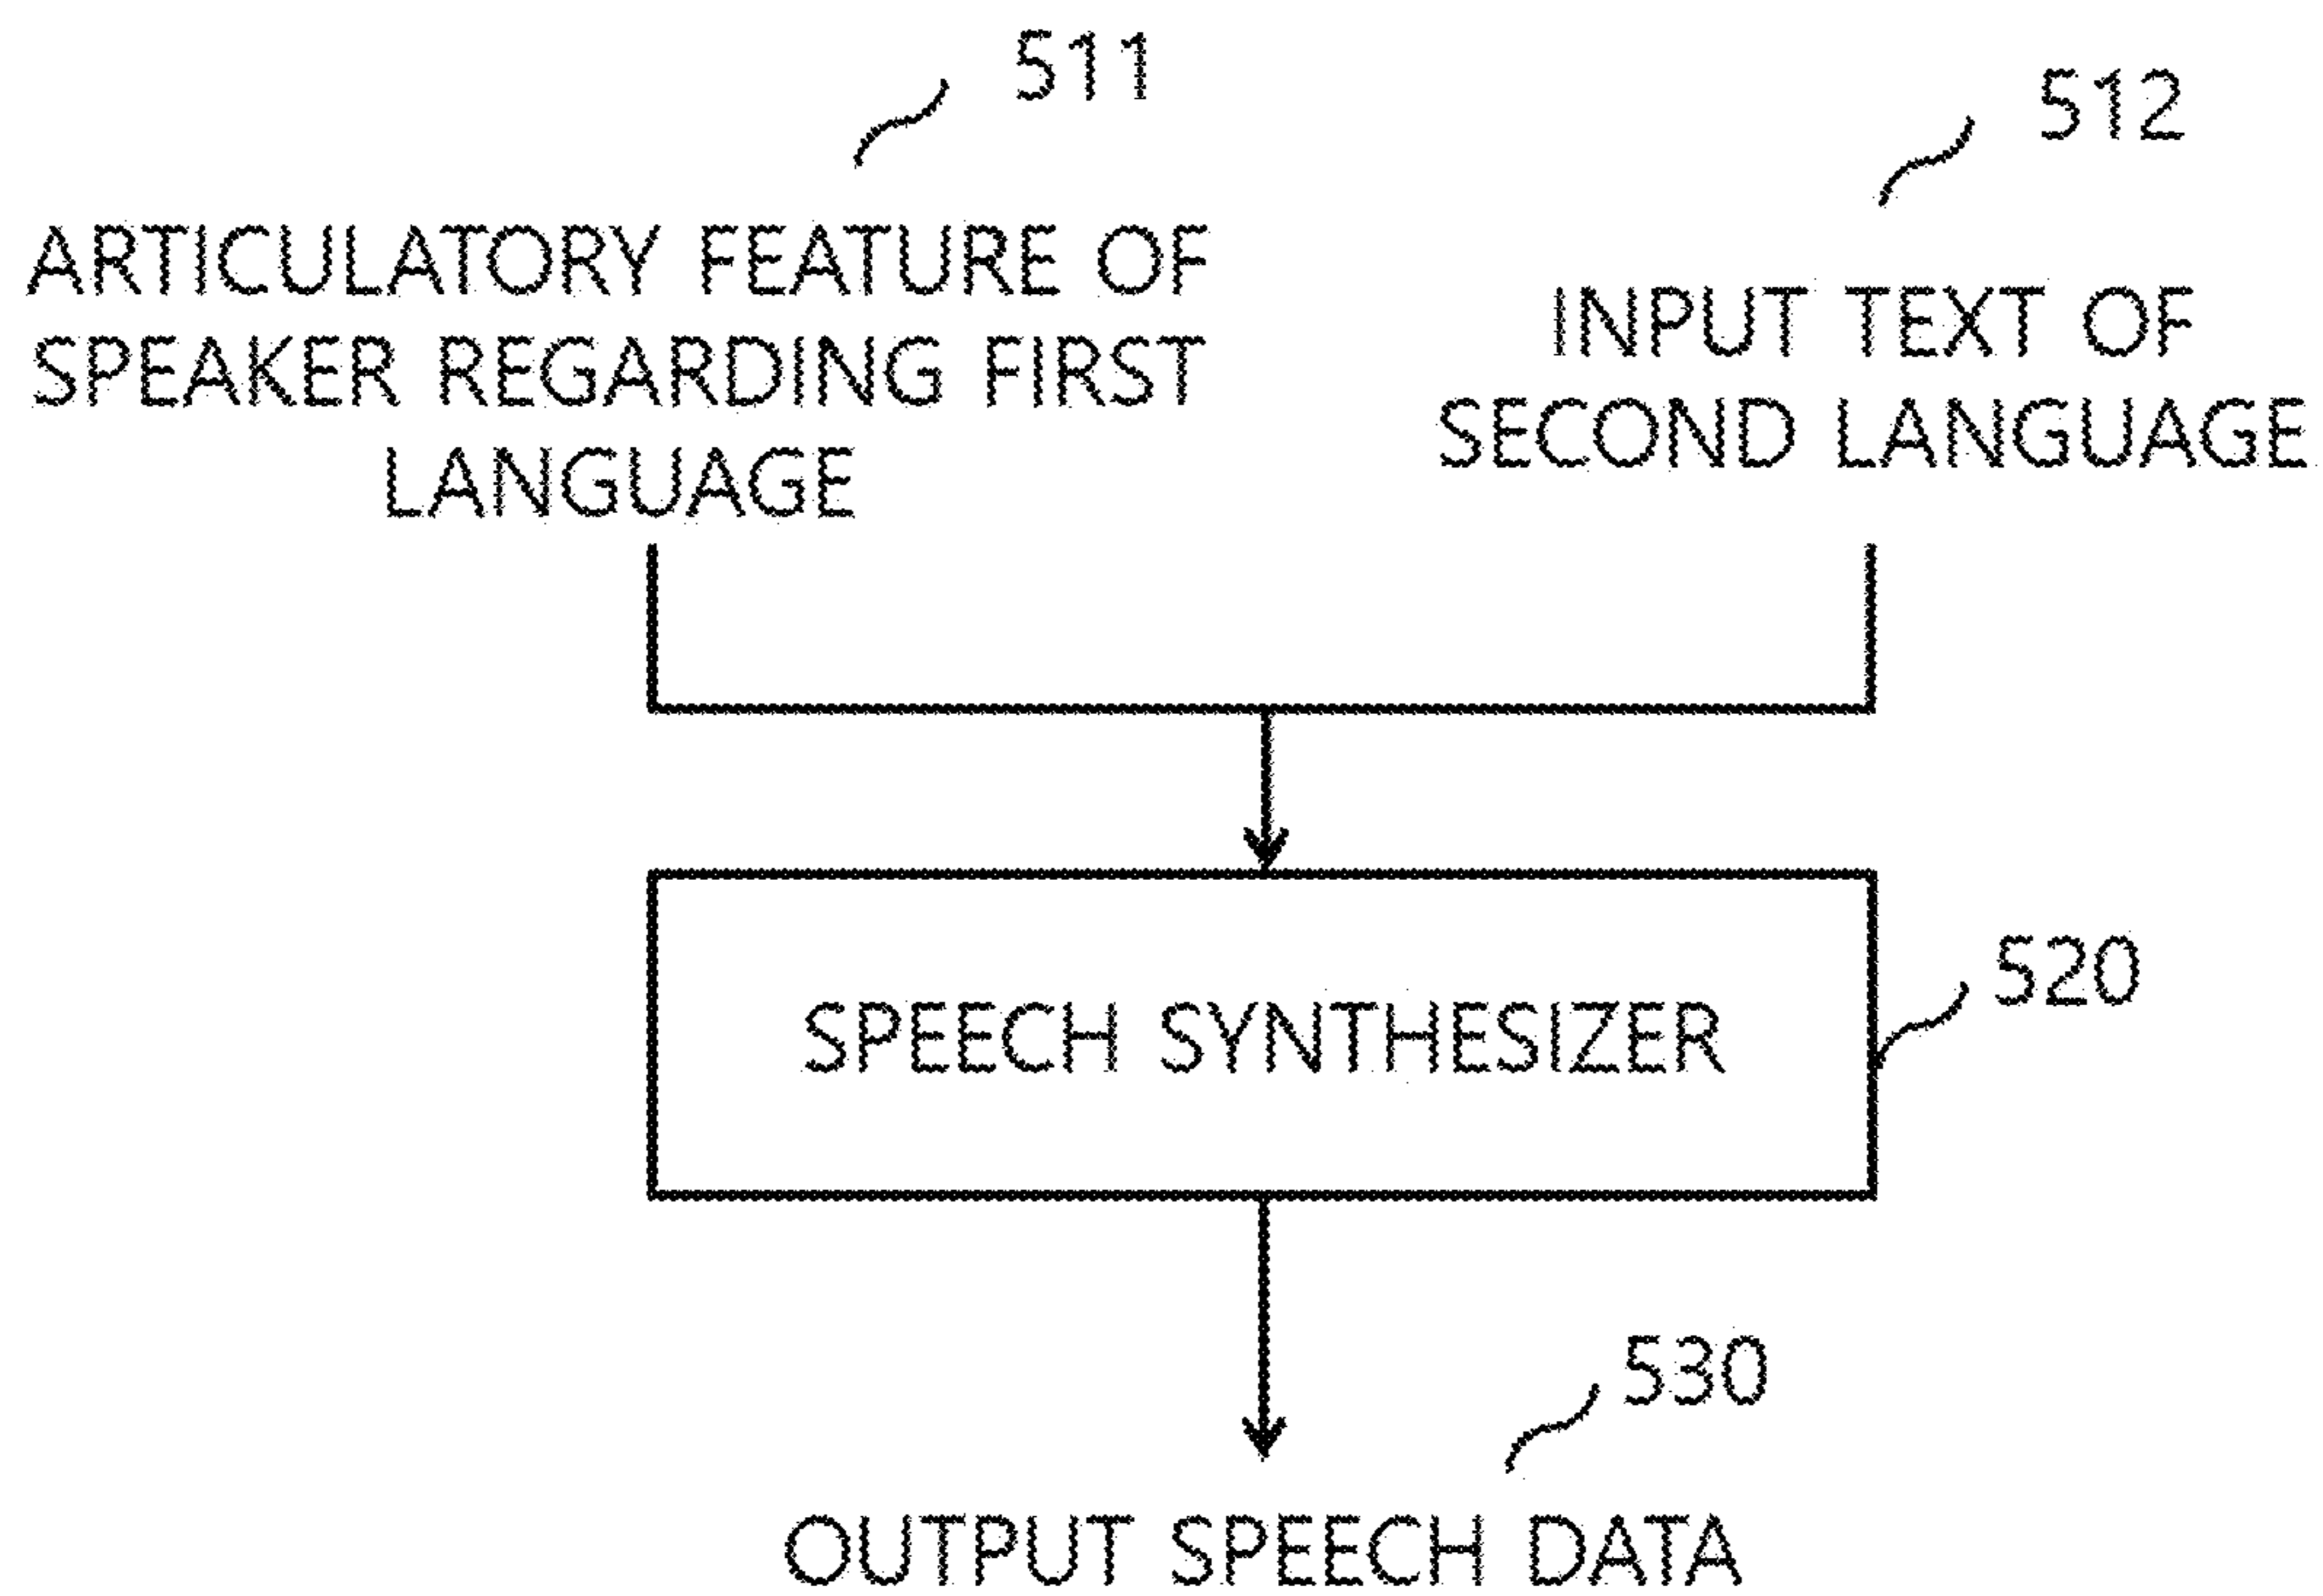 511
ARTICULATORY FEATURE OF
SPEAKER REGARDING FIRST
LANGUAGE
512
INPUT TEXT OF
SECOND LANGUAGE
SPEECH SYNTHESIZER
520
530
OUTPUT SPEECH DATA